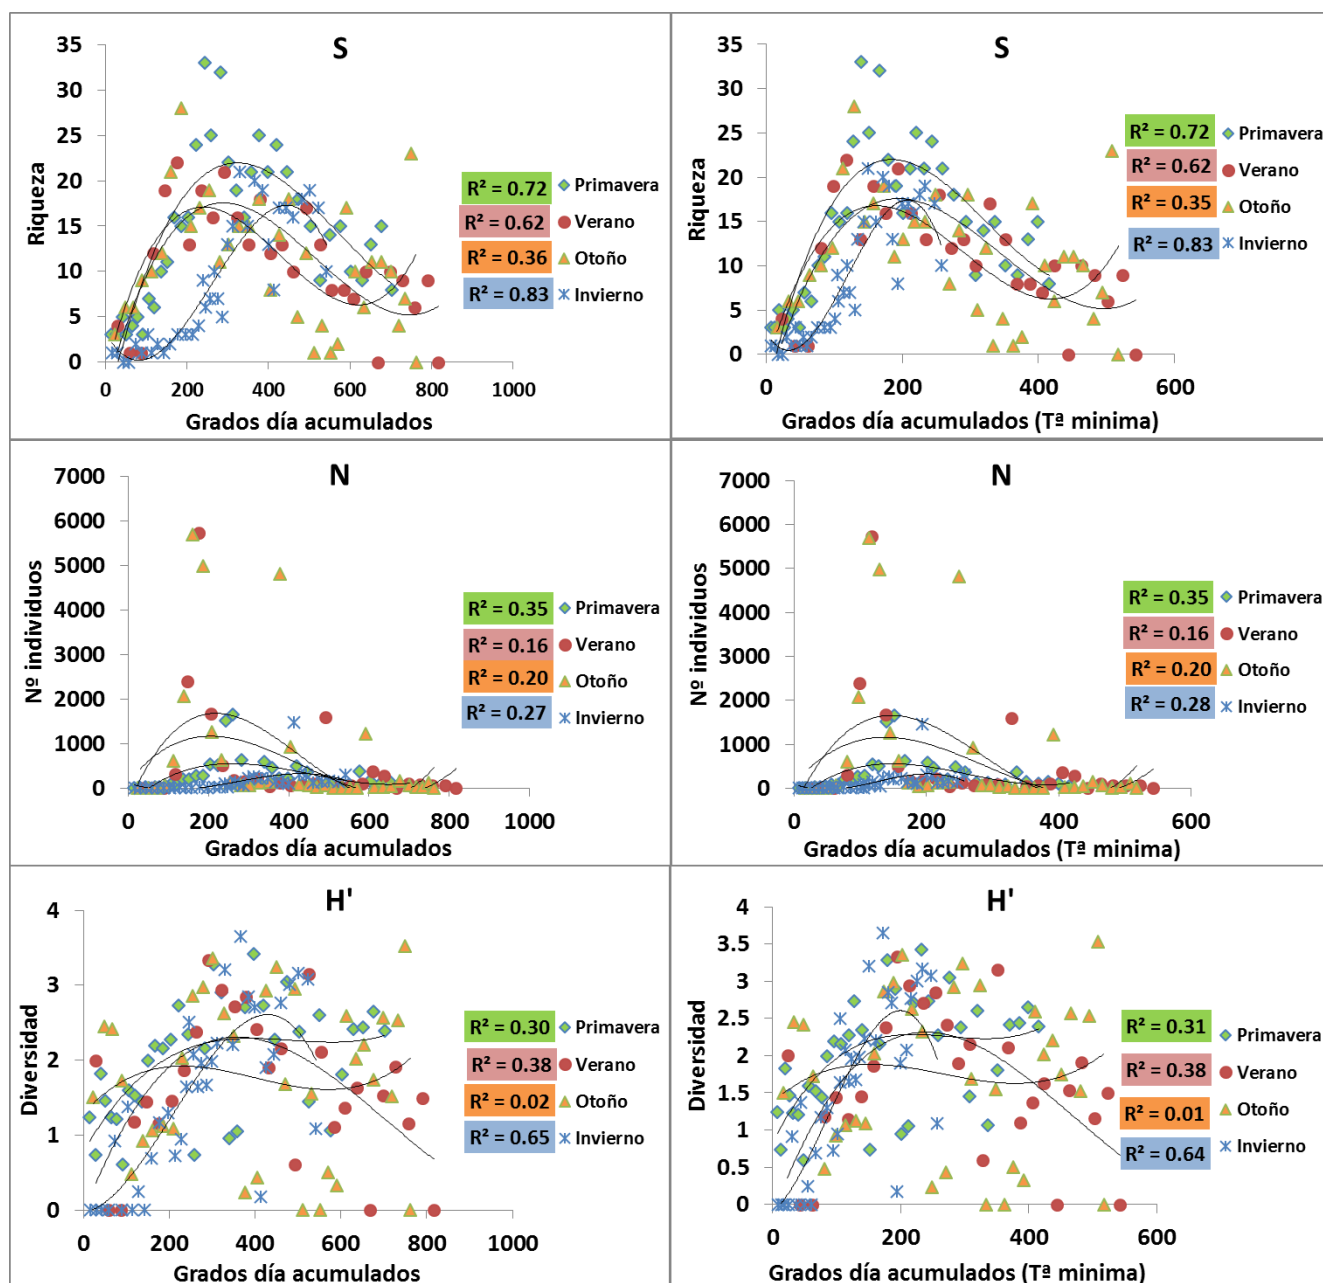 S
35
30
25
20
15
10
5
0
Riqueza
R² = 0.72
R² = 0.62
R² = 0.36
R² = 0.83
Primavera
Verano
Otoño
Invierno
0 200 400 600 800 1000
Grados día acumulados
S
35
30
25
20
15
10
5
0
Riqueza
R² = 0.72
R² = 0.62
R² = 0.35
R² = 0.83
Primavera
Verano
Otoño
Invierno
0 200 400 600
Grados día acumulados (Tª minima)
N
7000
6000
5000
4000
3000
2000
1000
0
Nº individuos
R² = 0.35
R² = 0.16
R² = 0.20
R² = 0.27
Primavera
Verano
Otoño
Invierno
0 200 400 600 800 1000
Grados día acumulados
N
7000
6000
5000
4000
3000
2000
1000
0
Nº individuos
R² = 0.35
R² = 0.16
R² = 0.20
R² = 0.28
Primavera
Verano
Otoño
Invierno
0 200 400 600
Grados día acumulados (Tª minima)
H'
4
3
2
1
0
Diversidad
R² = 0.30
R² = 0.38
R² = 0.02
R² = 0.65
Primavera
Verano
Otoño
Invierno
0 200 400 600 800 1000
Grados día acumulados
H'
4
3.5
3
2.5
2
1.5
1
0.5
0
Diversidad
R² = 0.31
R² = 0.38
R² = 0.01
R² = 0.64
Primavera
Verano
Otoño
Invierno
0 200 400 600
Grados día acumulados (Tª minima)